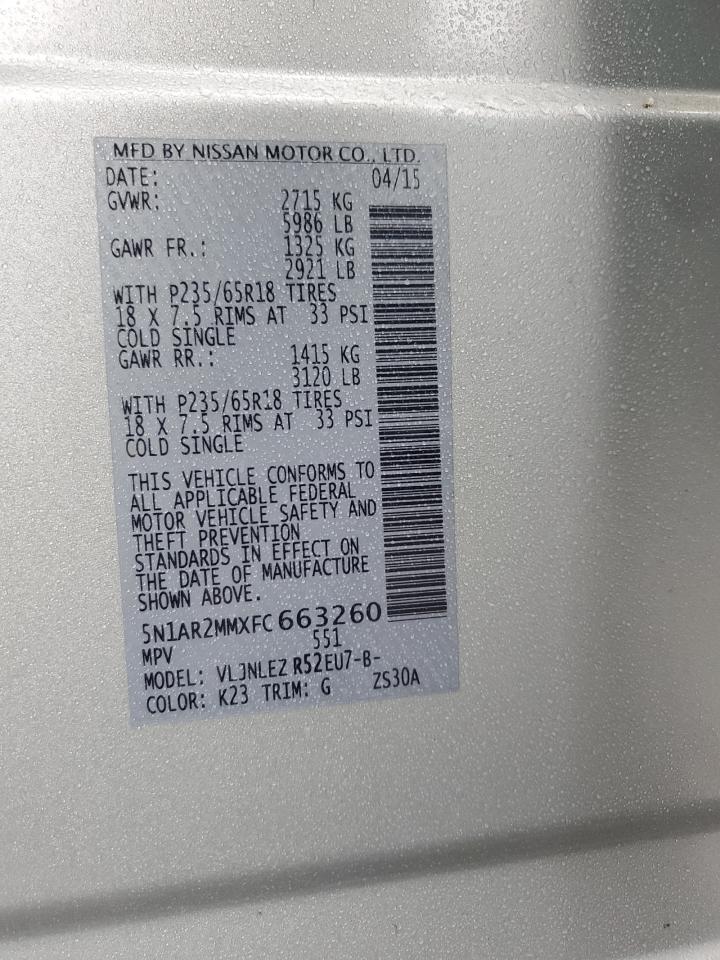 MFD BY NISSAN MOTOR CO., LTD.
DATE: 04/15
GVWR: 2715 KG
5986 LB
GAWR FR.: 1325 KG
2921 LB
WITH P235/65R18 TIRES
18 X 7.5 RIMS AT 33 PSI
COLD SINGLE
GAWR RR.: 1415 KG
3120 LB
WITH P235/65R18 TIRES
18 X 7.5 RIMS AT 33 PSI
COLD SINGLE
THIS VEHICLE CONFORMS TO
ALL APPLICABLE FEDERAL
MOTOR VEHICLE SAFETY AND
THEFT PREVENTION
STANDARDS IN EFFECT ON
THE DATE OF MANUFACTURE
SHOWN ABOVE.
5N1AR2MMXFC663260
MPV 551
MODEL: VLJNLEZ R52EU7-B-
COLOR: K23 TRIM: G ZS30A